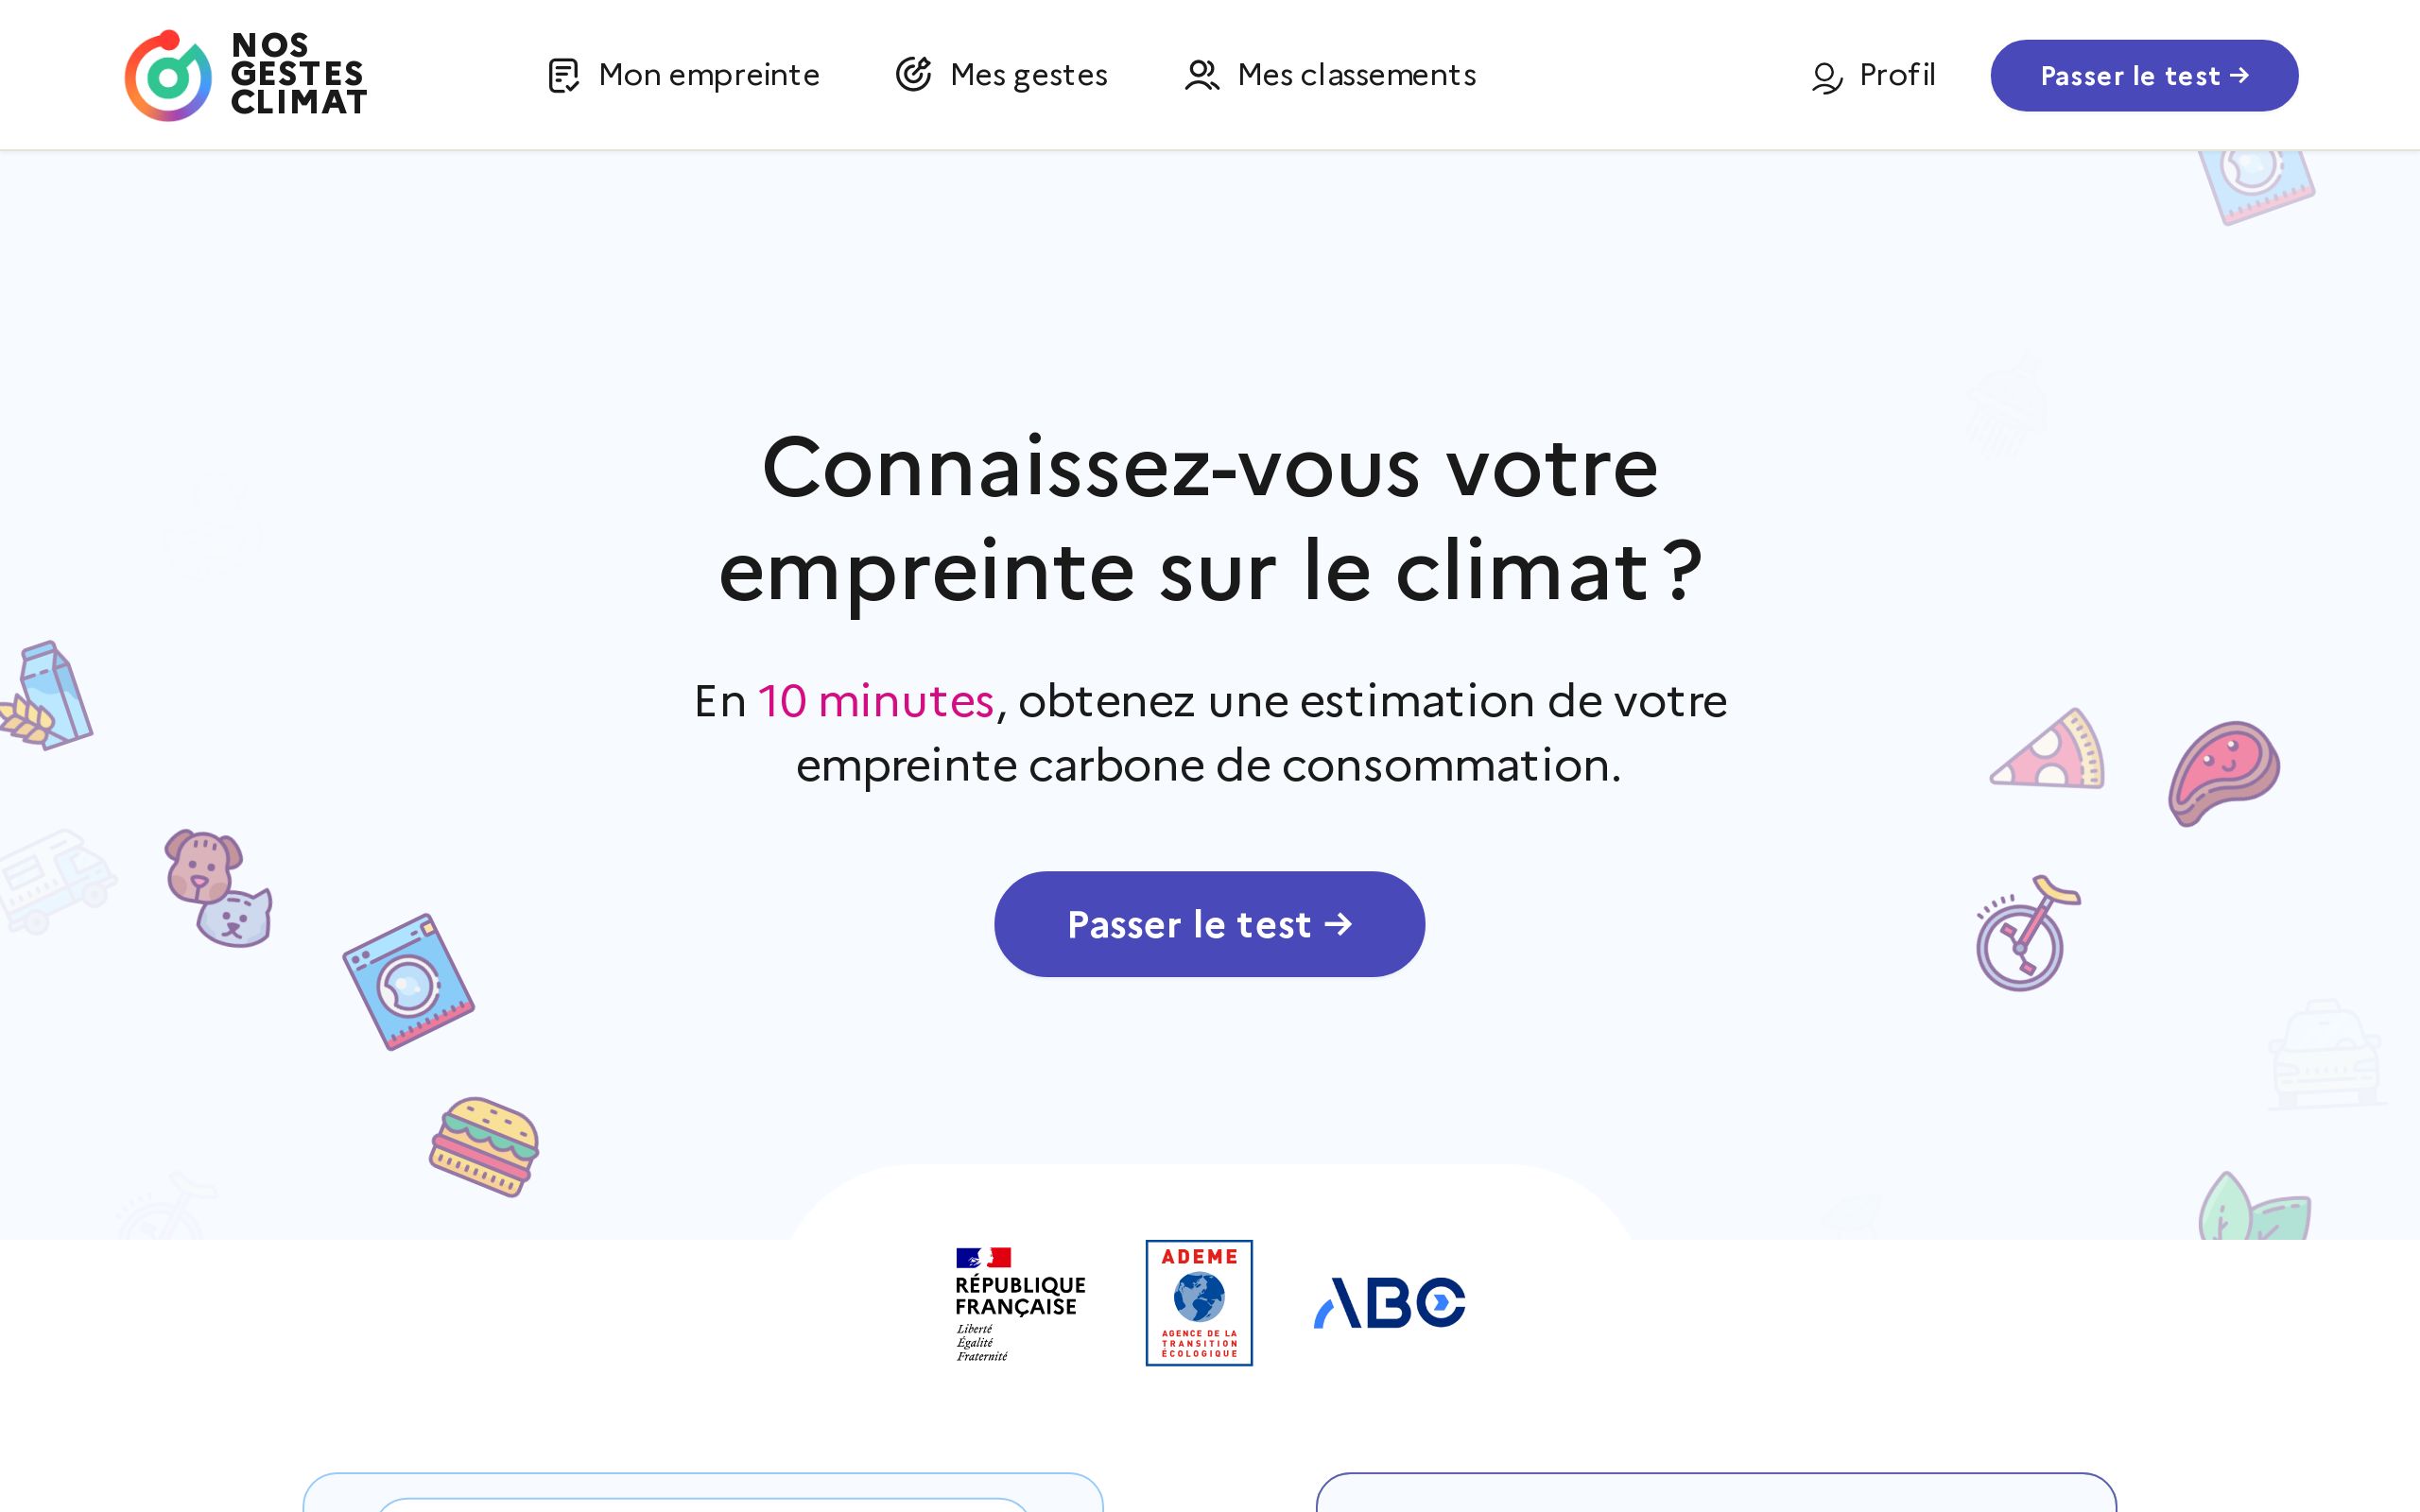 NOS
GESTES
CLIMAT
Mon empreinte
Mes gestes
Mes classements
Profil
Passer le test →
Connaissez-vous votre
empreinte sur le climat ?
En 10 minutes, obtenez une estimation de votre
empreinte carbone de consommation.
Passer le test →
RÉPUBLIQUE
FRANÇAISE
Liberté
Égalité
Fraternité
ADEME
AGENCE DE LA
TRANSITION
ÉCOLOGIQUE
ABC